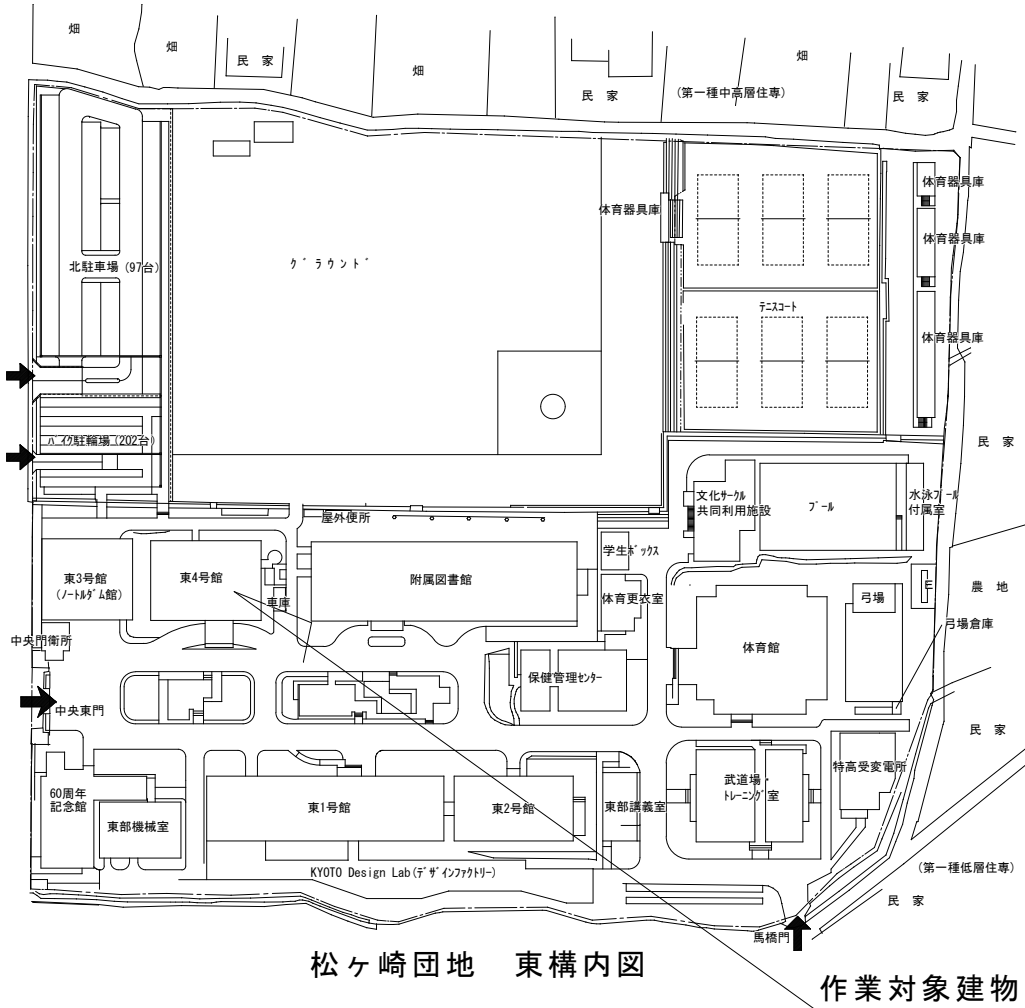 畑
畑
民 家
畑
民 家
(第一種中高層住専)
畑
民 家
体育器具庫
体育器具庫
体育器具庫
体育器具庫
北駐車場 (97台)
グラウンド
テニスコート
バイク駐輪場 (202台)
民 家
屋外便所
文化サークル
共同利用施設
プール
水泳プール
付属室
学生ボックス
東3号館
(ノートルダム館)
東4号館
車庫
附属図書館
体育更衣室
弓場
農 地
弓場倉庫
中央門衛所
体育館
保健管理センター
中央東門
民 家
60周年
記念館
東部機械室
東1号館
東2号館
東部講義室
武道場・
トレーニング室
特高受変電所
KYOTO Design Lab(デザインファクトリー)
(第一種低層住専)
民 家
馬橋門
松ヶ崎団地 東構内図
作業対象建物